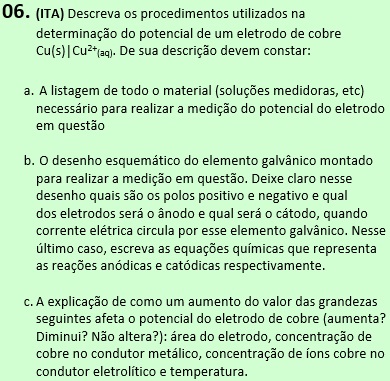 06. (ITA) Descreva os procedimentos utilizados na
determinação do potencial de um eletrodo de cobre
Cu(s)|Cu²⁺(aq). De sua descrição devem constar:
a. A listagem de todo o material (soluções medidoras, etc)
necessário para realizar a medição do potencial do eletrodo
em questão
b. O desenho esquemático do elemento galvânico montado
para realizar a medição em questão. Deixe claro nesse
desenho quais são os polos positivo e negativo e qual
dos eletrodos será o ânodo e qual será o cátodo, quando
corrente elétrica circula por esse elemento galvânico. Nesse
último caso, escreva as equações químicas que representa
as reações anódicas e catódicas respectivamente.
c. A explicação de como um aumento do valor das grandezas
seguintes afeta o potencial do eletrodo de cobre (aumenta?
Diminui? Não altera?): área do eletrodo, concentração de
cobre no condutor metálico, concentração de íons cobre no
condutor eletrolítico e temperatura.